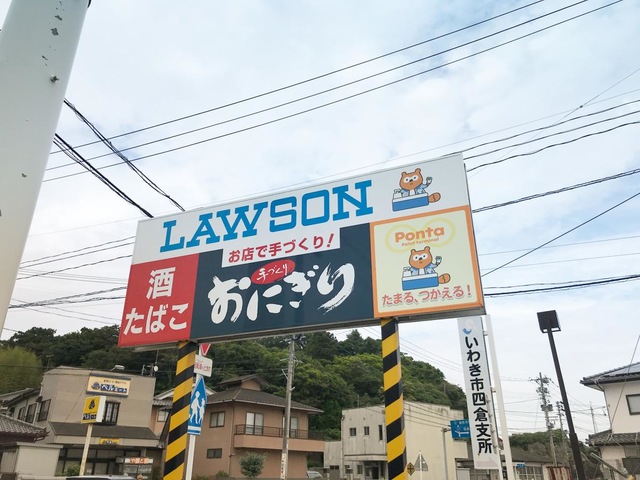 LAWSON
お店で手づくり！
酒
たばこ
手づくり
おにぎり
Ponta
Point terminal
たまる、つかえる！
いわき市四倉支所